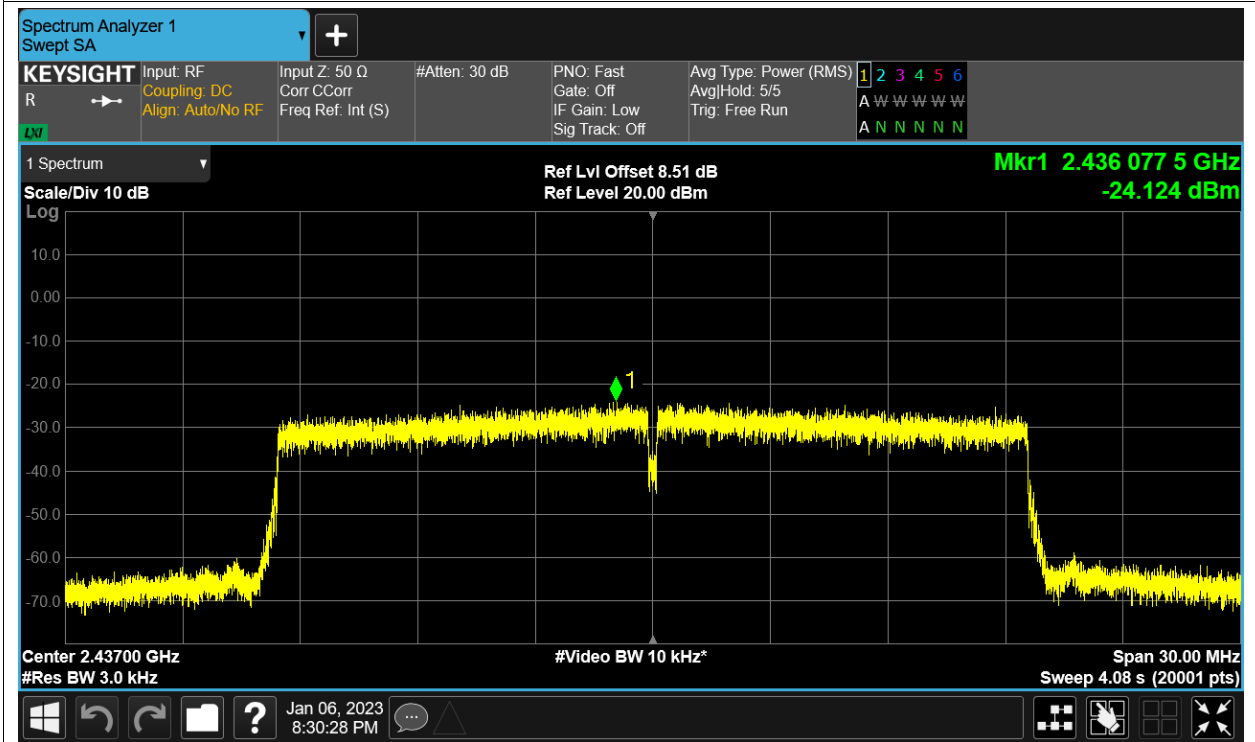 Spectrum Analyzer 1
Swept SA
KEYSIGHT Input: RF Input Z: 50 Ω #Atten: 30 dB PNO: Fast Avg Type: Power (RMS) 1 2 3 4 5 6
R Coupling: DC Corr CCorr Gate: Off Avg|Hold: 5/5 A W W W W W
Align: Auto/No RF Freq Ref: Int (S) IF Gain: Low Trig: Free Run
LXI Sig Track: Off A N N N N N
1 Spectrum Ref Lvl Offset 8.51 dB Mkr1 2.436 077 5 GHz
Scale/Div 10 dB Ref Level 20.00 dBm -24.124 dBm
Log
10.0
0.00
-10.0
-20.0
1
-30.0
-40.0
-50.0
-60.0
-70.0
Center 2.43700 GHz #Video BW 10 kHz* Span 30.00 MHz
#Res BW 3.0 kHz Sweep 4.08 s (20001 pts)
? Jan 06, 2023
8:30:28 PM